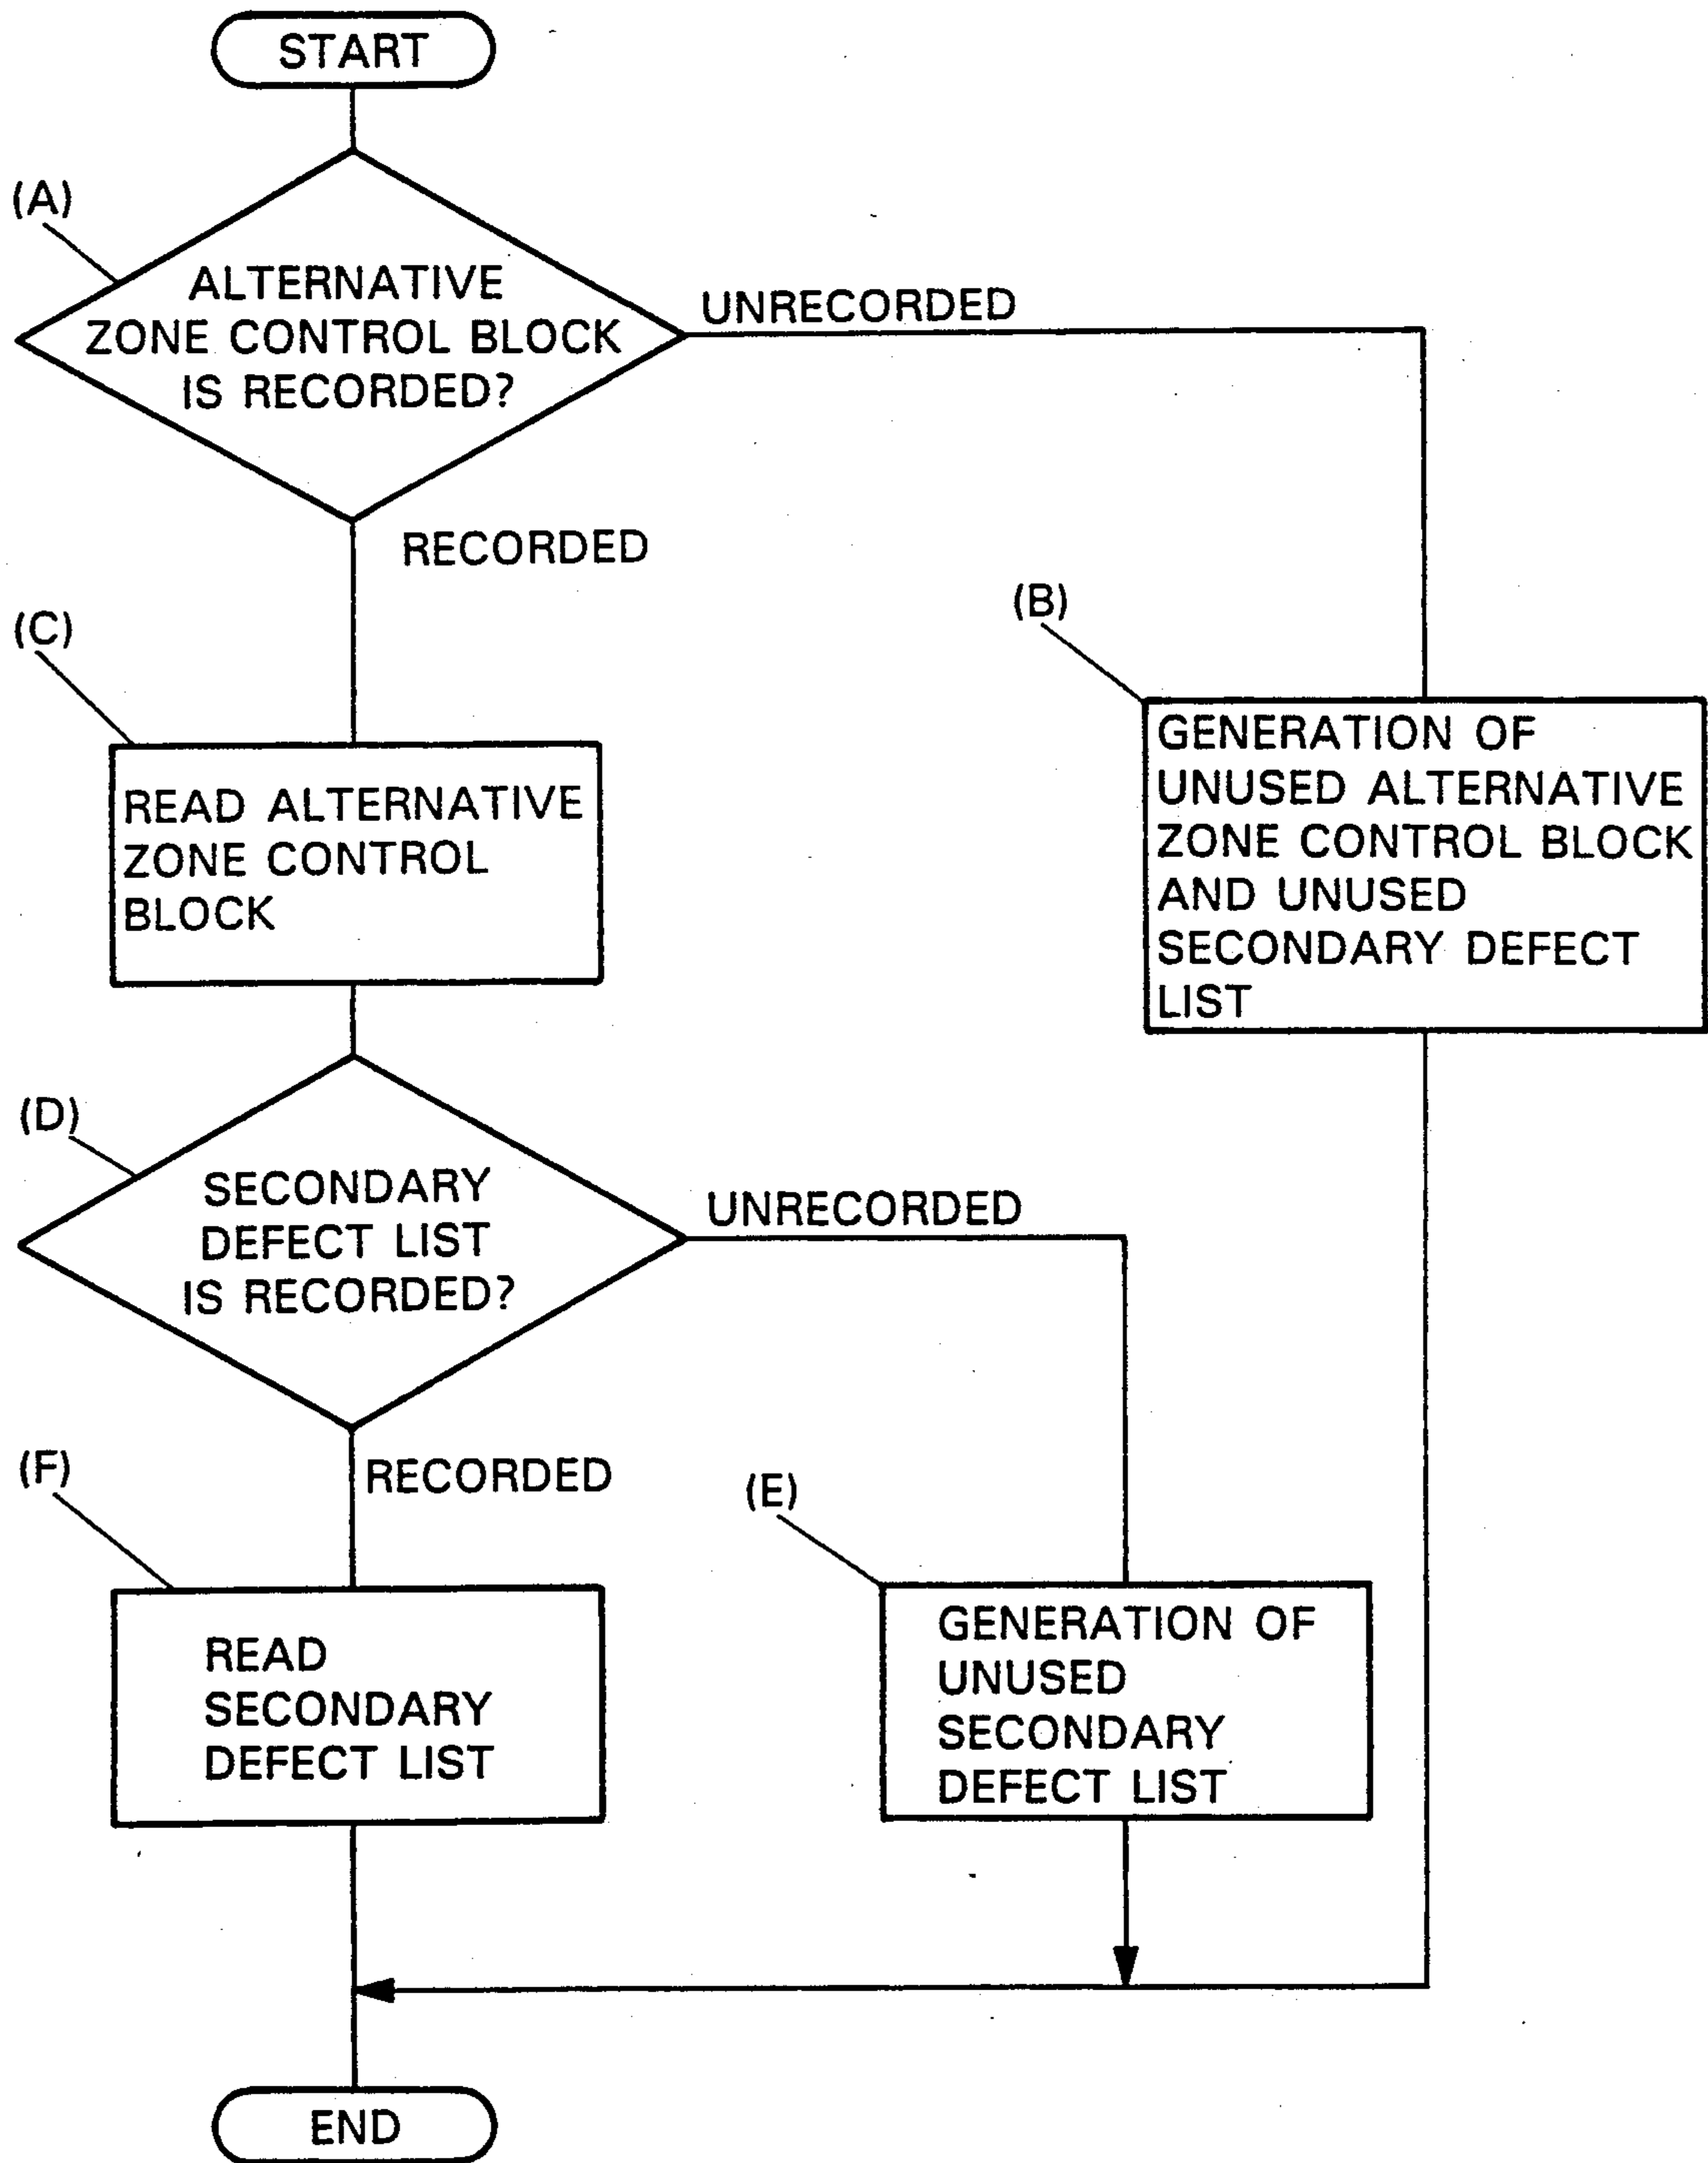 START
(A)
ALTERNATIVE
ZONE CONTROL BLOCK
IS RECORDED?
UNRECORDED
RECORDED
(B)
GENERATION OF
UNUSED ALTERNATIVE
ZONE CONTROL BLOCK
AND UNUSED
SECONDARY DEFECT
LIST
(C)
READ ALTERNATIVE
ZONE CONTROL
BLOCK
(D)
SECONDARY
DEFECT LIST
IS RECORDED?
UNRECORDED
RECORDED
(E)
GENERATION OF
UNUSED
SECONDARY
DEFECT LIST
(F)
READ
SECONDARY
DEFECT LIST
END